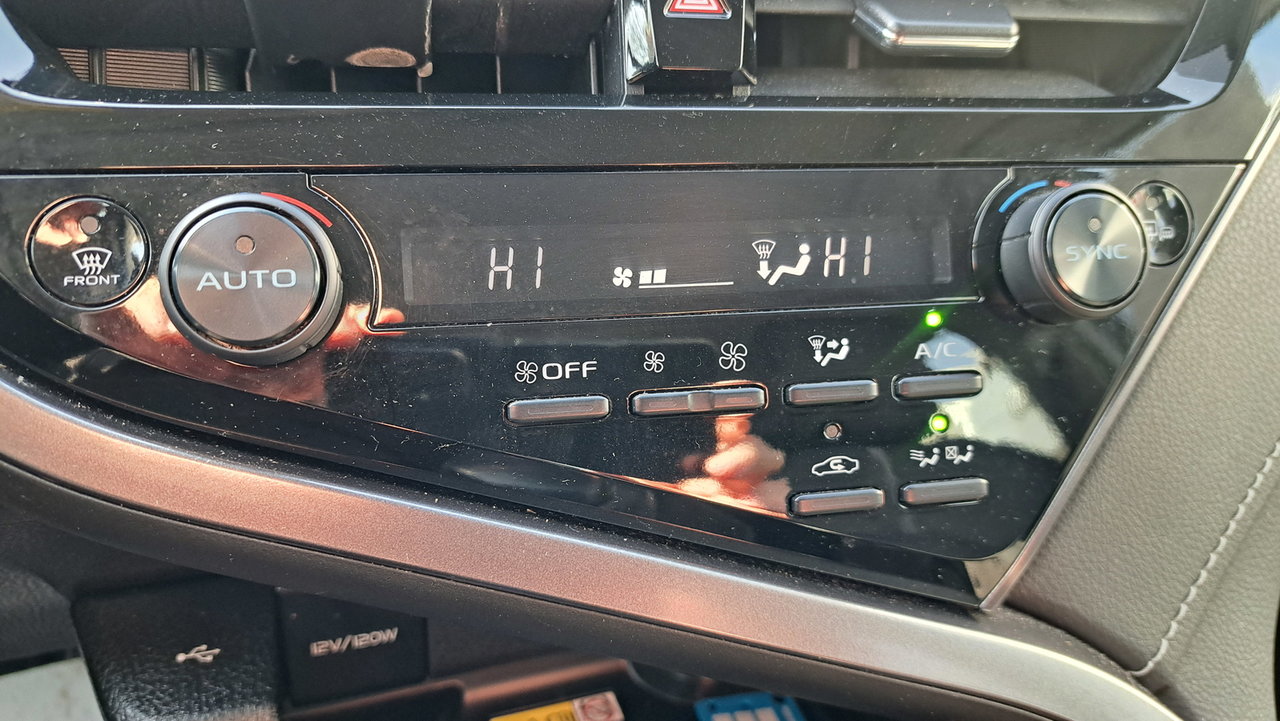 FRONT
AUTO
HI
HI
SYNC
OFF
A/C
12V/120W